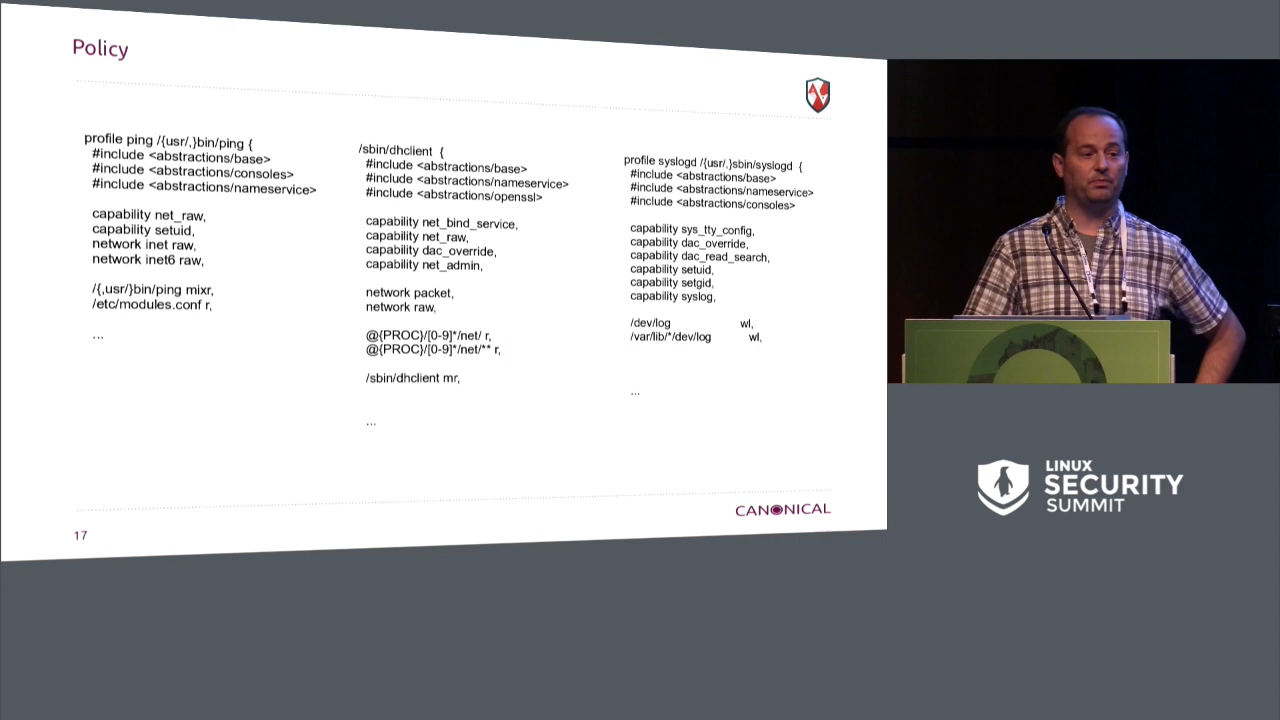 Policy
profile ping /{usr/,}bin/ping {
#include <abstractions/base>
#include <abstractions/consoles>
#include <abstractions/nameservice>
capability net_raw,
capability setuid,
network inet raw,
network inet6 raw,
/{,usr/}bin/ping mixr,
/etc/modules.conf r,
...
/sbin/dhclient {
#include <abstractions/base>
#include <abstractions/nameservice>
#include <abstractions/openssl>
capability net_bind_service,
capability net_raw,
capability dac_override,
capability net_admin,
network packet,
network raw,
@{PROC}/[0-9]*/net/ r,
@{PROC}/[0-9]*/net/** r,
/sbin/dhclient mr,
...
profile syslogd /{usr/,}sbin/syslogd {
#include <abstractions/base>
#include <abstractions/nameservice>
#include <abstractions/consoles>
capability sys_tty_config,
capability dac_override,
capability dac_read_search,
capability setuid,
capability setgid,
capability syslog,
/dev/log wl,
/var/lib/*/dev/log wl,
...
CANONICAL
17
LINUX
SECURITY
SUMMIT